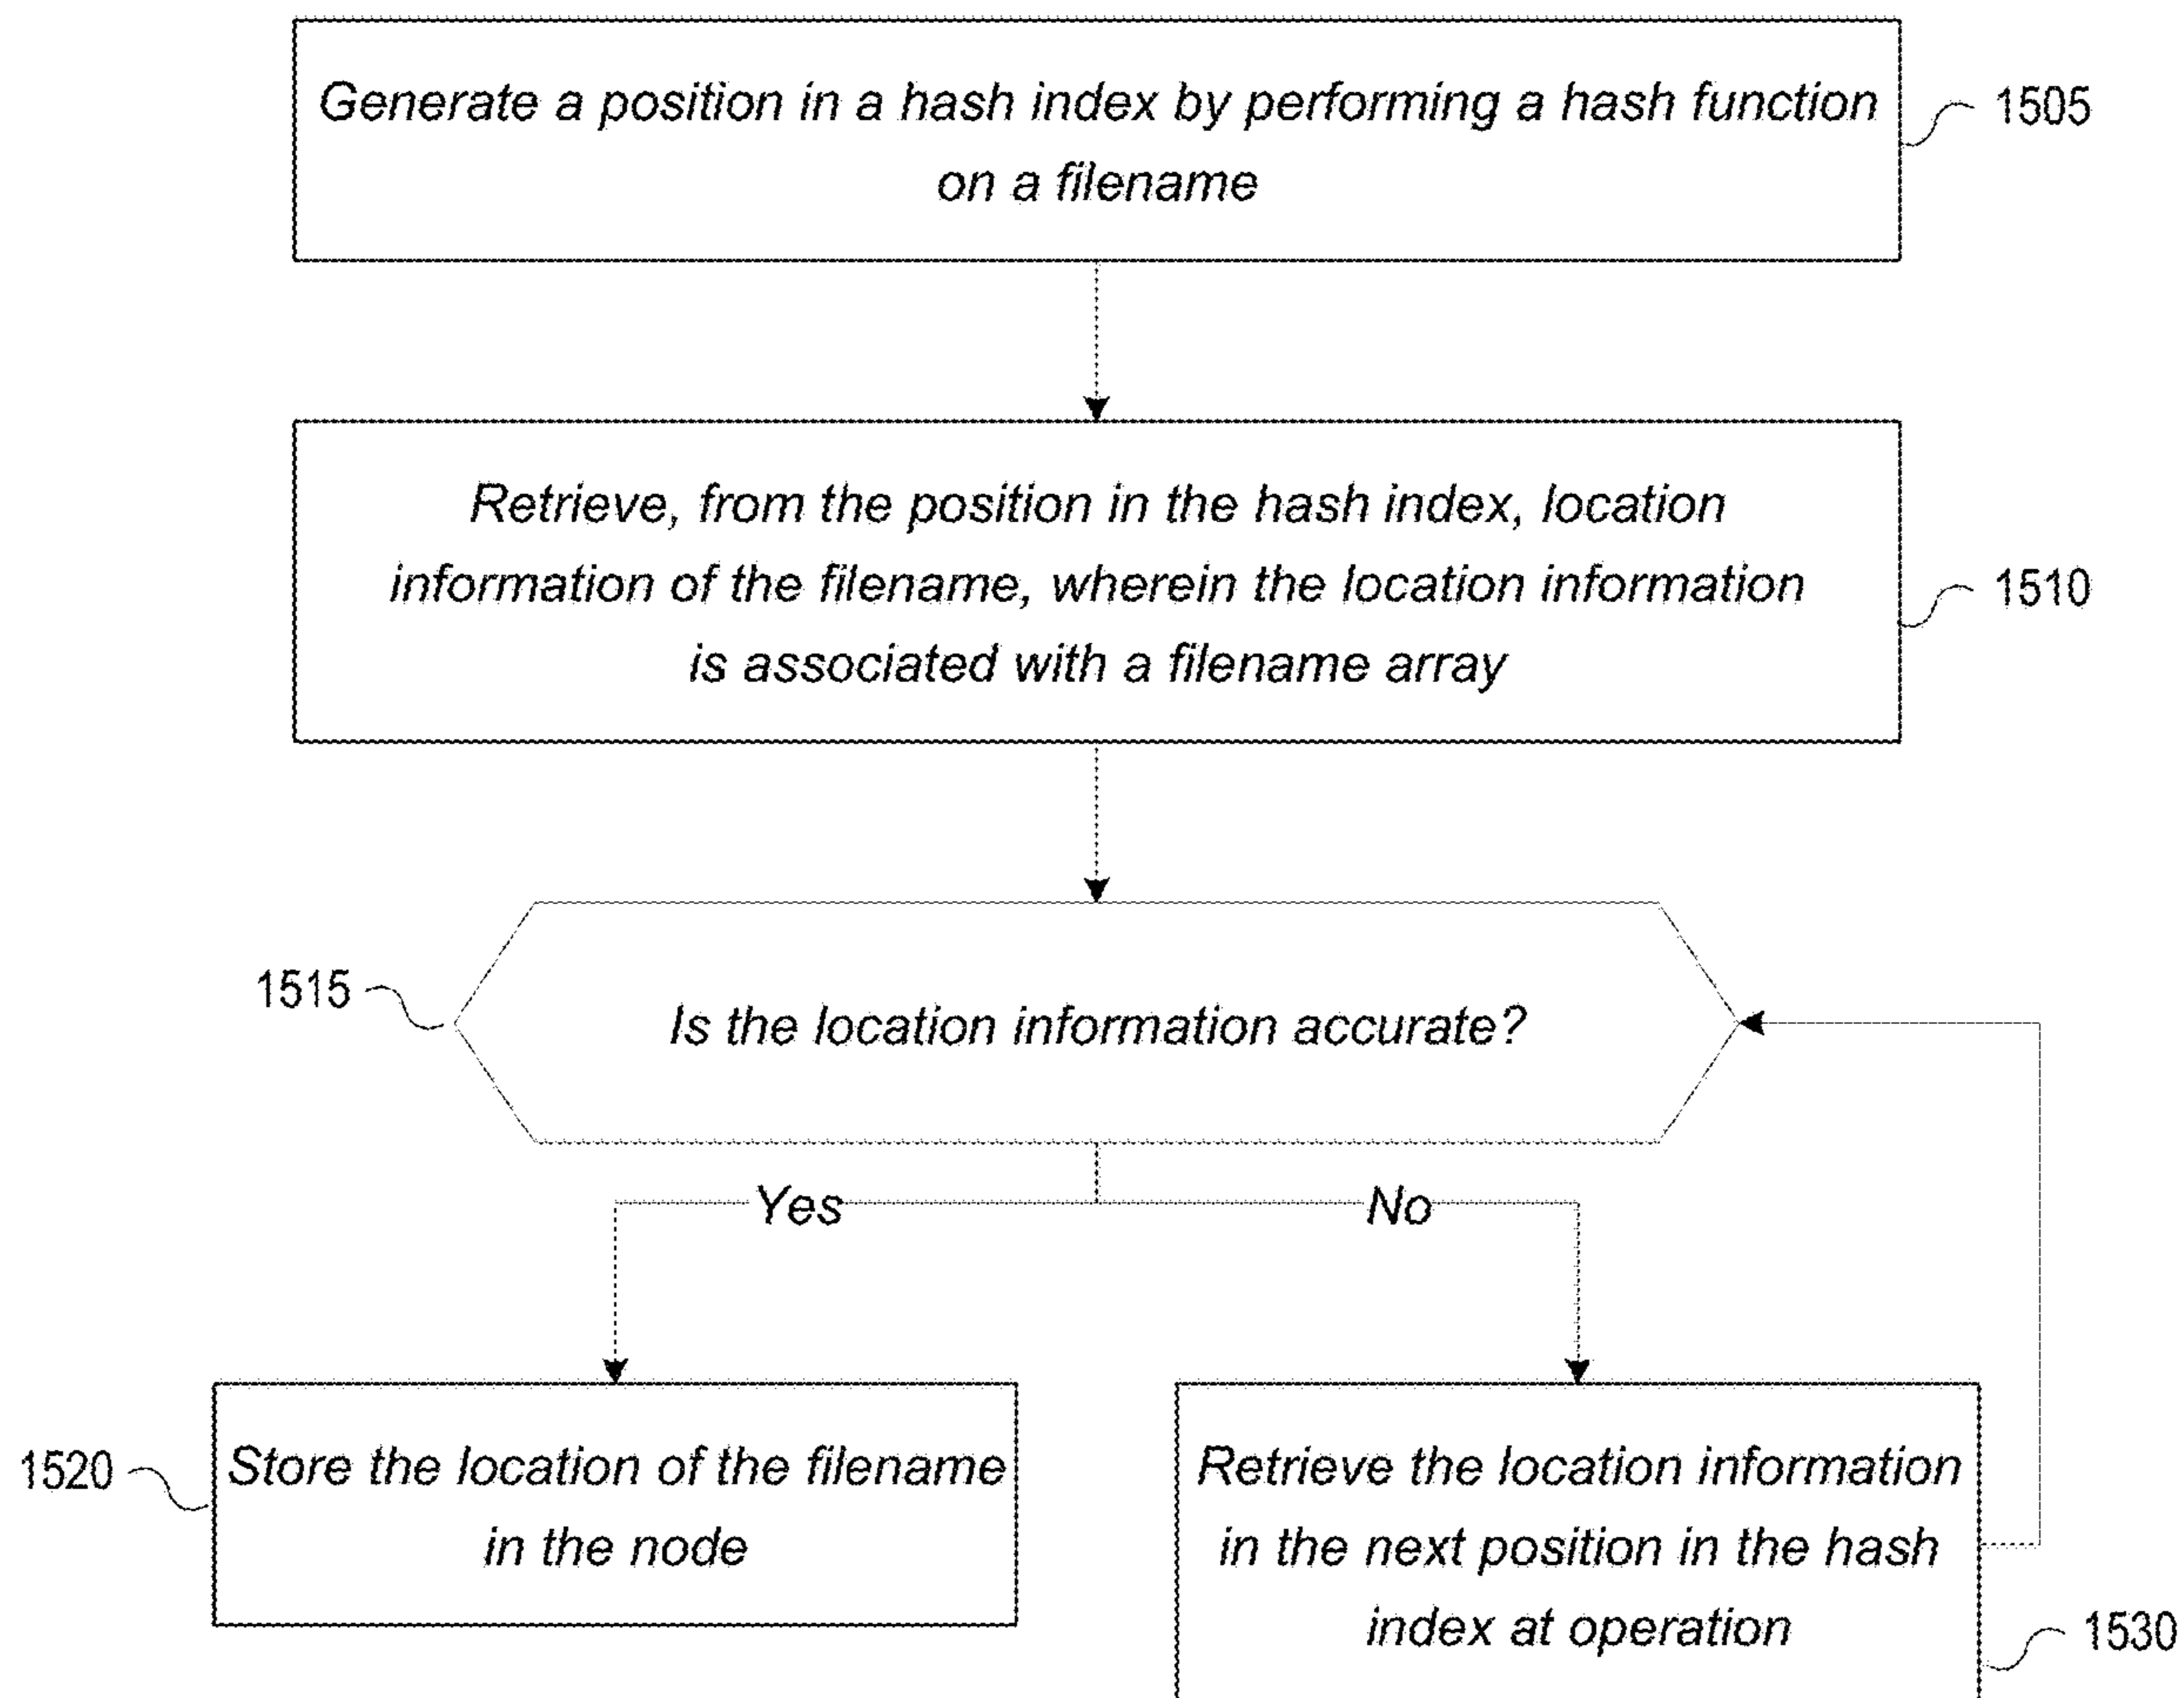 Generate a position in a hash index by performing a hash function
on a filename
1505
Retrieve, from the position in the hash index, location
information of the filename, wherein the location information
is associated with a filename array
1510
1515
Is the location information accurate?
Yes
No
1520
Store the location of the filename
in the node
Retrieve the location information
in the next position in the hash
index at operation
1530